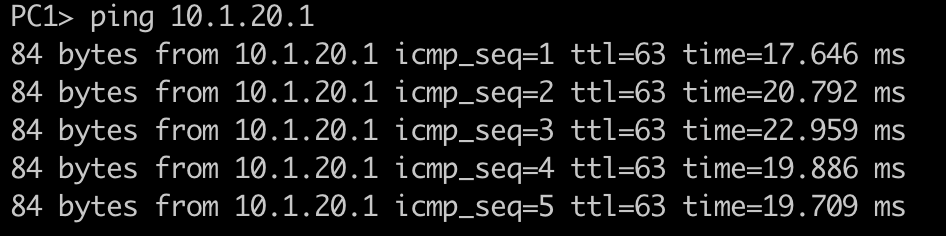 PC1> ping 10.1.20.1
84 bytes from 10.1.20.1 icmp_seq=1 ttl=63 time=17.646 ms
84 bytes from 10.1.20.1 icmp_seq=2 ttl=63 time=20.792 ms
84 bytes from 10.1.20.1 icmp_seq=3 ttl=63 time=22.959 ms
84 bytes from 10.1.20.1 icmp_seq=4 ttl=63 time=19.886 ms
84 bytes from 10.1.20.1 icmp_seq=5 ttl=63 time=19.709 ms